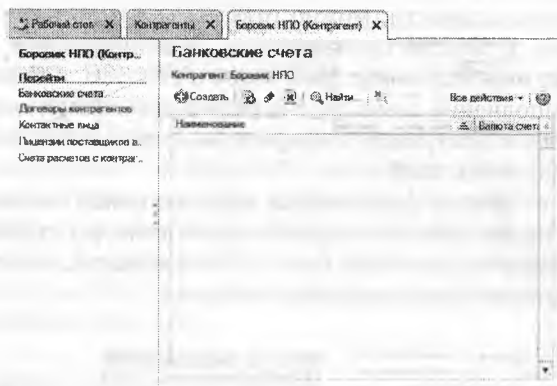 Рабочий стол
Контрагенты
Боровик НПО (Контрагент)
Боровик НПО (Контр...
Перейти
Банковские счета
Договоры контрагентов
Контактные лица
Лицензии поставщиков а..
Счета расчетов с контраг..
Банковские счета
Контрагент: Боровик НПО
Создать
Найти...
Все действия
Наименование
Валюта счета